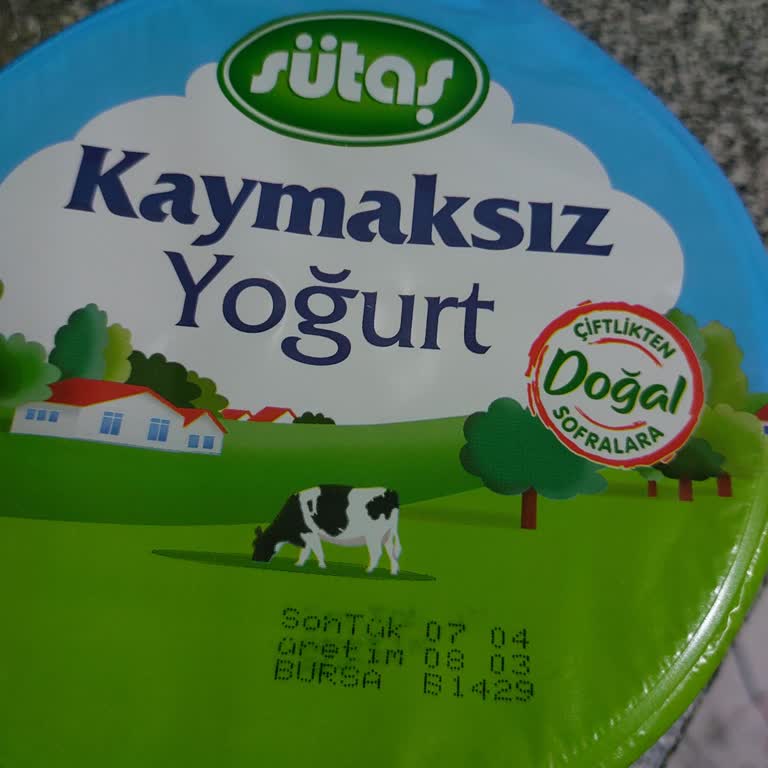 sütaş
Kaymaksız
Yoğurt
ÇİFTLİKTEN
Doğal
SOFRALARA
SonTük 07 04
üretim 08 03
BURSA B1429